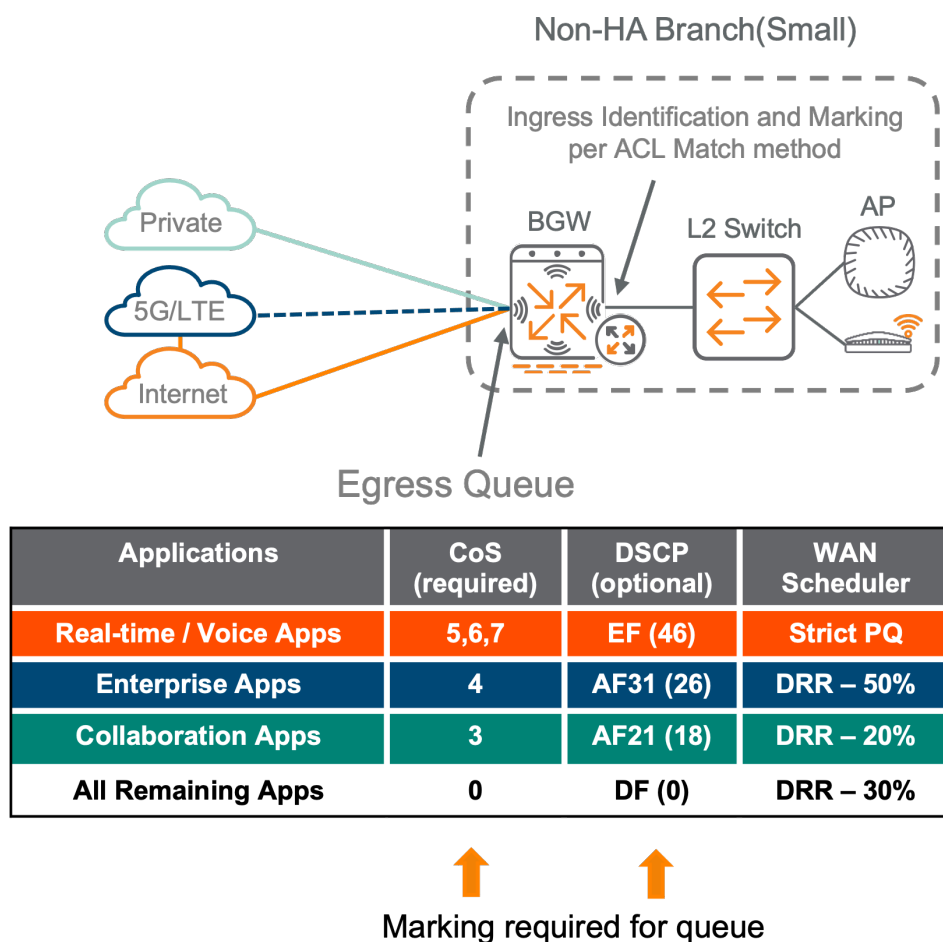 Non-HA Branch(Small)
Ingress Identification and Marking
per ACL Match method
Private
5G/LTE
Internet
BGW
L2 Switch
AP
Egress Queue
Applications
CoS
(required)
DSCP
(optional)
WAN
Scheduler
Real-time / Voice Apps
5,6,7
EF (46)
Strict PQ
Enterprise Apps
4
AF31 (26)
DRR – 50%
Collaboration Apps
3
AF21 (18)
DRR – 20%
All Remaining Apps
0
DF (0)
DRR – 30%
Marking required for queue